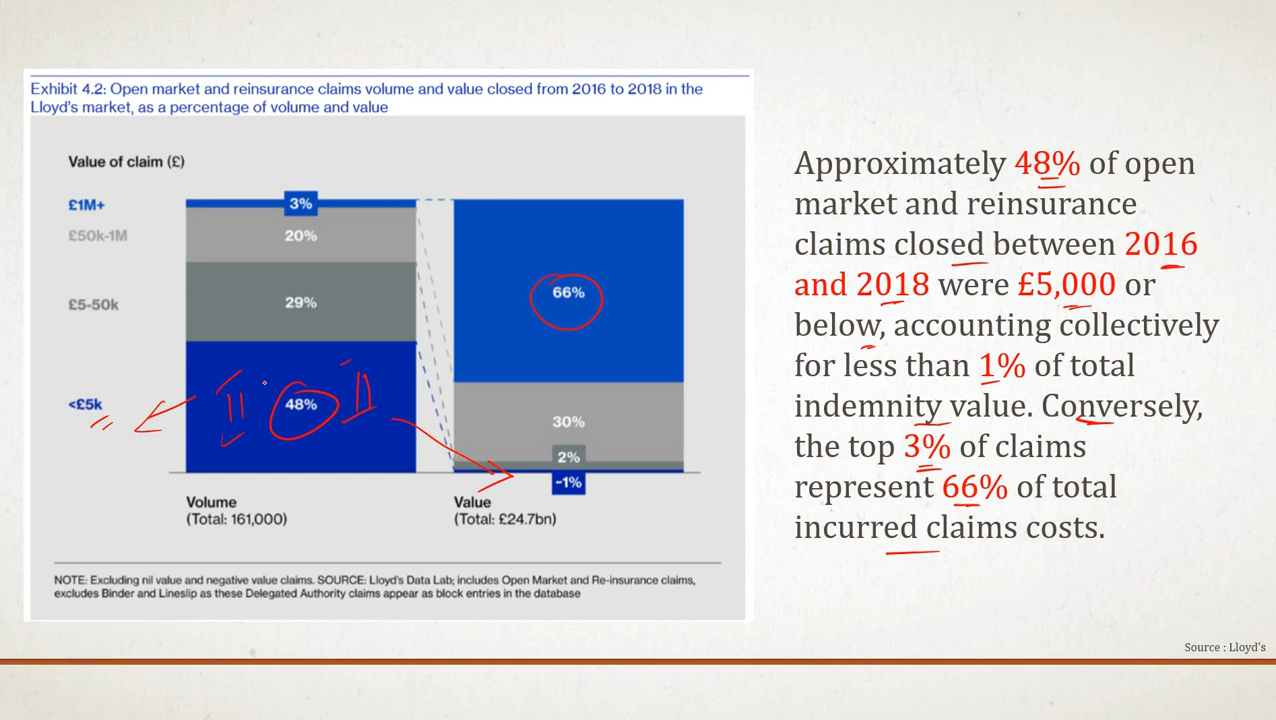 Exhibit 4.2: Open market and reinsurance claims volume and value closed from 2016 to 2018 in the
Lloyd's market, as a percentage of volume and value
Value of claim (£)
£1M+
£50k-1M
£5-50k
<£5k
3%
20%
29%
48%
66%
30%
2%
~1%
Volume
(Total: 161,000)
Value
(Total: £24.7bn)
NOTE: Excluding nil value and negative value claims. SOURCE: Lloyd's Data Lab; includes Open Market and Re-insurance claims,
excludes Binder and Lineslip as these Delegated Authority claims appear as block entries in the database
Approximately 48% of open
market and reinsurance
claims closed between 2016
and 2018 were £5,000 or
below, accounting collectively
for less than 1% of total
indemnity value. Conversely,
the top 3% of claims
represent 66% of total
incurred claims costs.
Source : Lloyd's